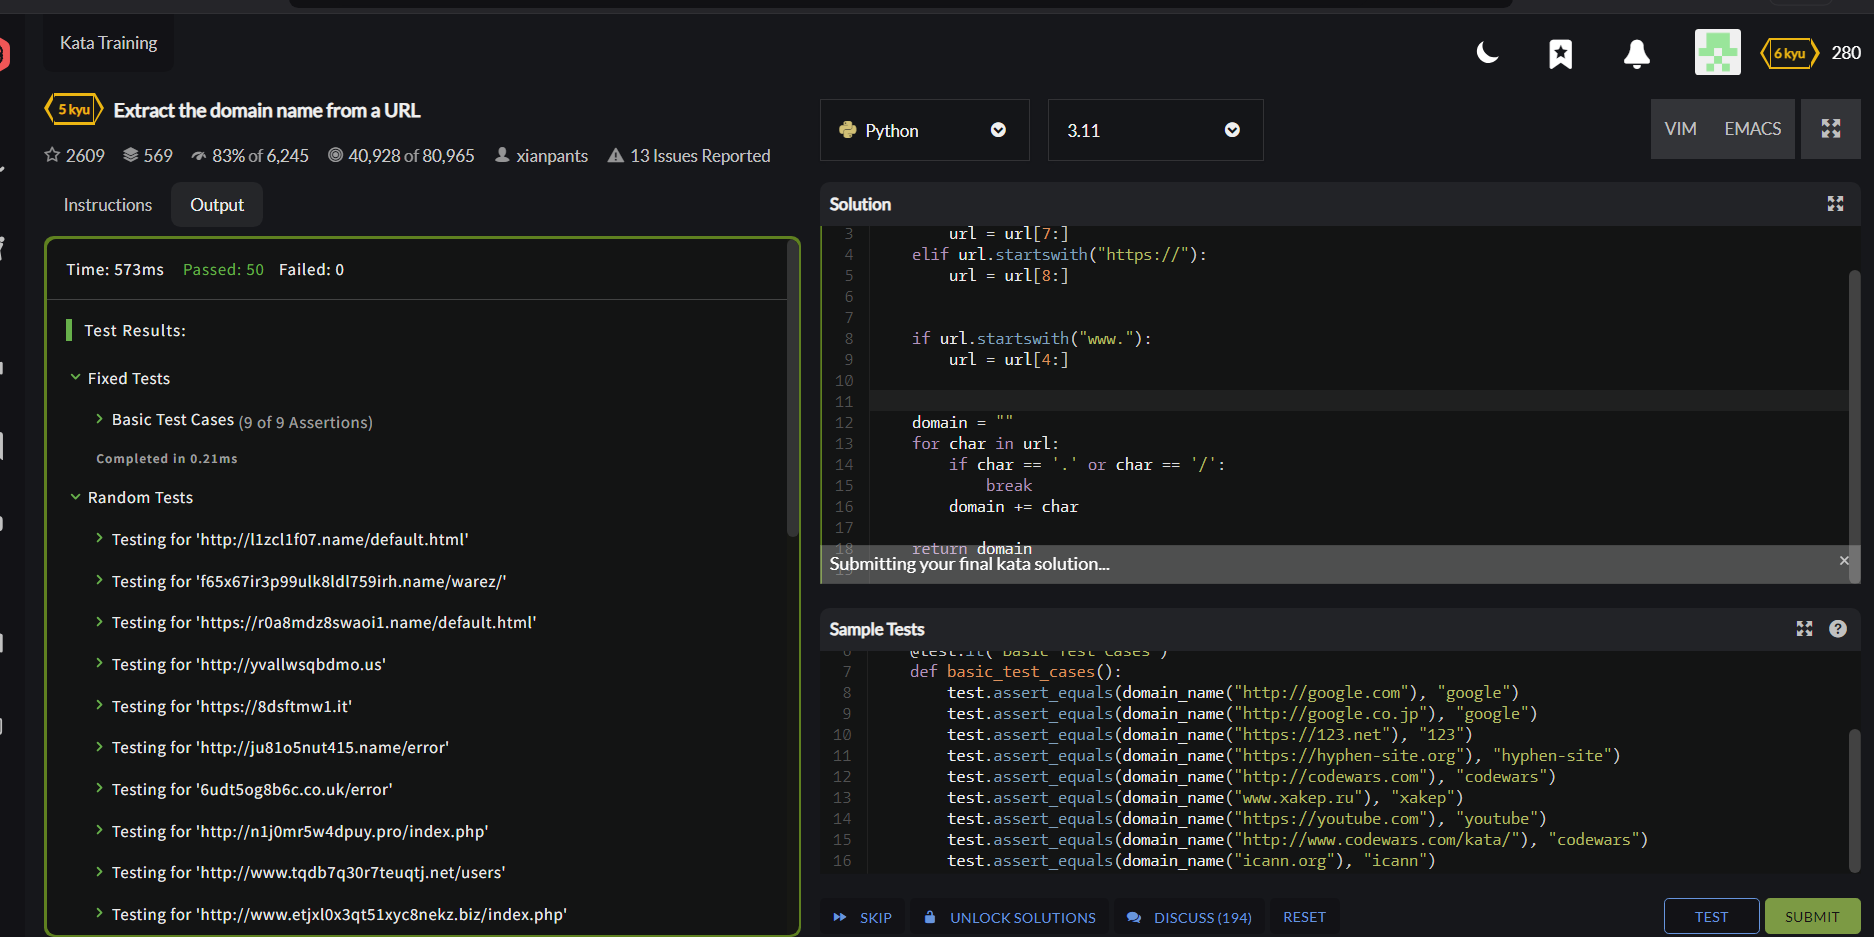 Kata Training
6 kyu 280
5 kyu Extract the domain name from a URL
2609 569 83% of 6,245 40,928 of 80,965 xianpants 13 Issues Reported
Instructions Output
Time: 573ms Passed: 50 Failed: 0
Test Results:
Fixed Tests
Basic Test Cases (9 of 9 Assertions)
Completed in 0.21ms
Random Tests
Testing for 'http://l1zcl1f07.name/default.html'
Testing for 'f65x67ir3p99ulk8ldl759irh.name/warez/'
Testing for 'https://r0a8mdz8swaoi1.name/default.html'
Testing for 'http://yvallwsqbdmo.us'
Testing for 'https://8dsftmw1.it'
Testing for 'http://ju81o5nut415.name/error'
Testing for '6udt5og8b6c.co.uk/error'
Testing for 'http://n1j0mr5w4dpuy.pro/index.php'
Testing for 'http://www.tqdb7q30r7teuqtj.net/users'
Testing for 'http://www.etjxl0x3qt51xyc8nekz.biz/index.php'
Python 3.11 VIM EMACS
Solution
3 url = url[7:]
4 elif url.startswith("https://"):
5 url = url[8:]
6
7
8 if url.startswith("www."):
9 url = url[4:]
10
11
12 domain = ""
13 for char in url:
14 if char == '.' or char == '/':
15 break
16 domain += char
17
18 return domain
Submitting your final kata solution...
Sample Tests
6 @test.it("Basic Test Cases")
7 def basic_test_cases():
8 test.assert_equals(domain_name("http://google.com"), "google")
9 test.assert_equals(domain_name("http://google.co.jp"), "google")
10 test.assert_equals(domain_name("https://123.net"), "123")
11 test.assert_equals(domain_name("https://hyphen-site.org"), "hyphen-site")
12 test.assert_equals(domain_name("http://codewars.com"), "codewars")
13 test.assert_equals(domain_name("www.xakep.ru"), "xakep")
14 test.assert_equals(domain_name("https://youtube.com"), "youtube")
15 test.assert_equals(domain_name("http://www.codewars.com/kata/"), "codewars")
16 test.assert_equals(domain_name("icann.org"), "icann")
SKIP UNLOCK SOLUTIONS DISCUSS (194) RESET TEST SUBMIT